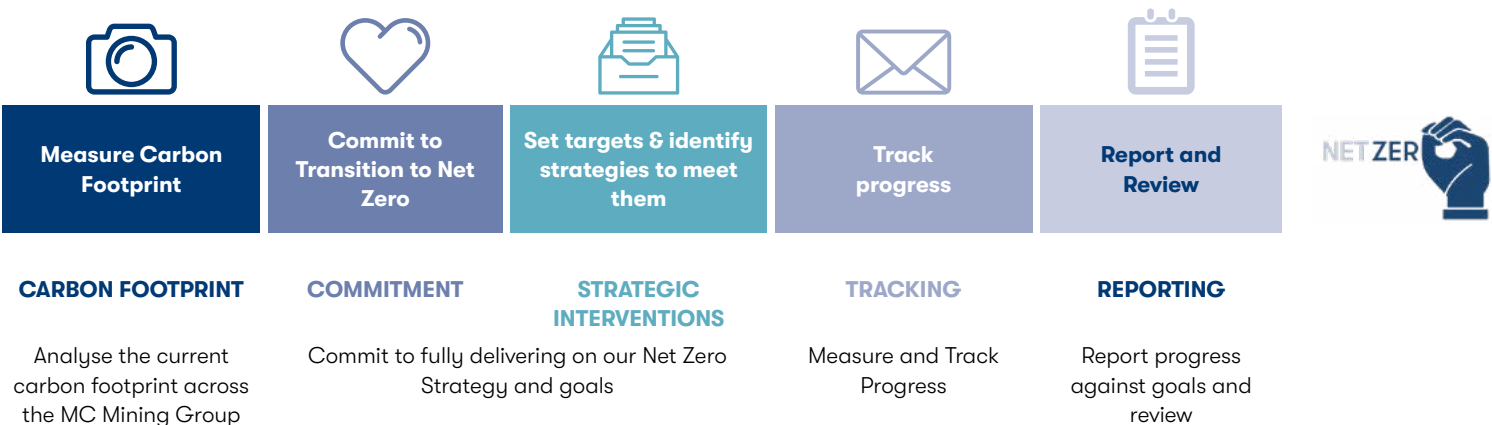 Measure Carbon
Footprint
Commit to
Transition to Net
Zero
Set targets & identify
strategies to meet
them
Track
progress
Report and
Review
NET ZER
CARBON FOOTPRINT
COMMITMENT
STRATEGIC
INTERVENTIONS
TRACKING
REPORTING
Analyse the current
carbon footprint across
the MC Mining Group
Commit to fully delivering on our Net Zero
Strategy and goals
Measure and Track
Progress
Report progress
against goals and
review